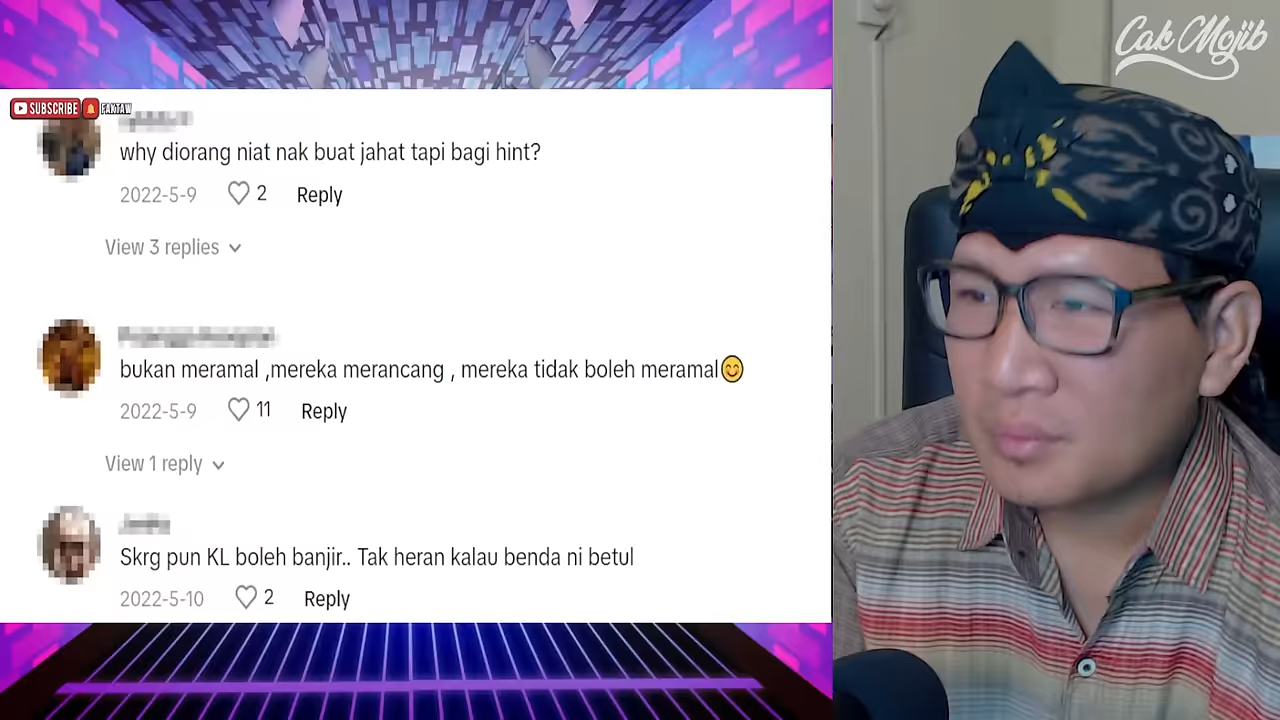 Cak Mojib
SUBSCRIBE
FAKTAW
why diorang niat nak buat jahat tapi bagi hint?
2022-5-9 2 Reply
View 3 replies
bukan meramal ,mereka merancang , mereka tidak boleh meramal😊
2022-5-9 11 Reply
View 1 reply
Skrg pun KL boleh banjir.. Tak heran kalau benda ni betul
2022-5-10 2 Reply